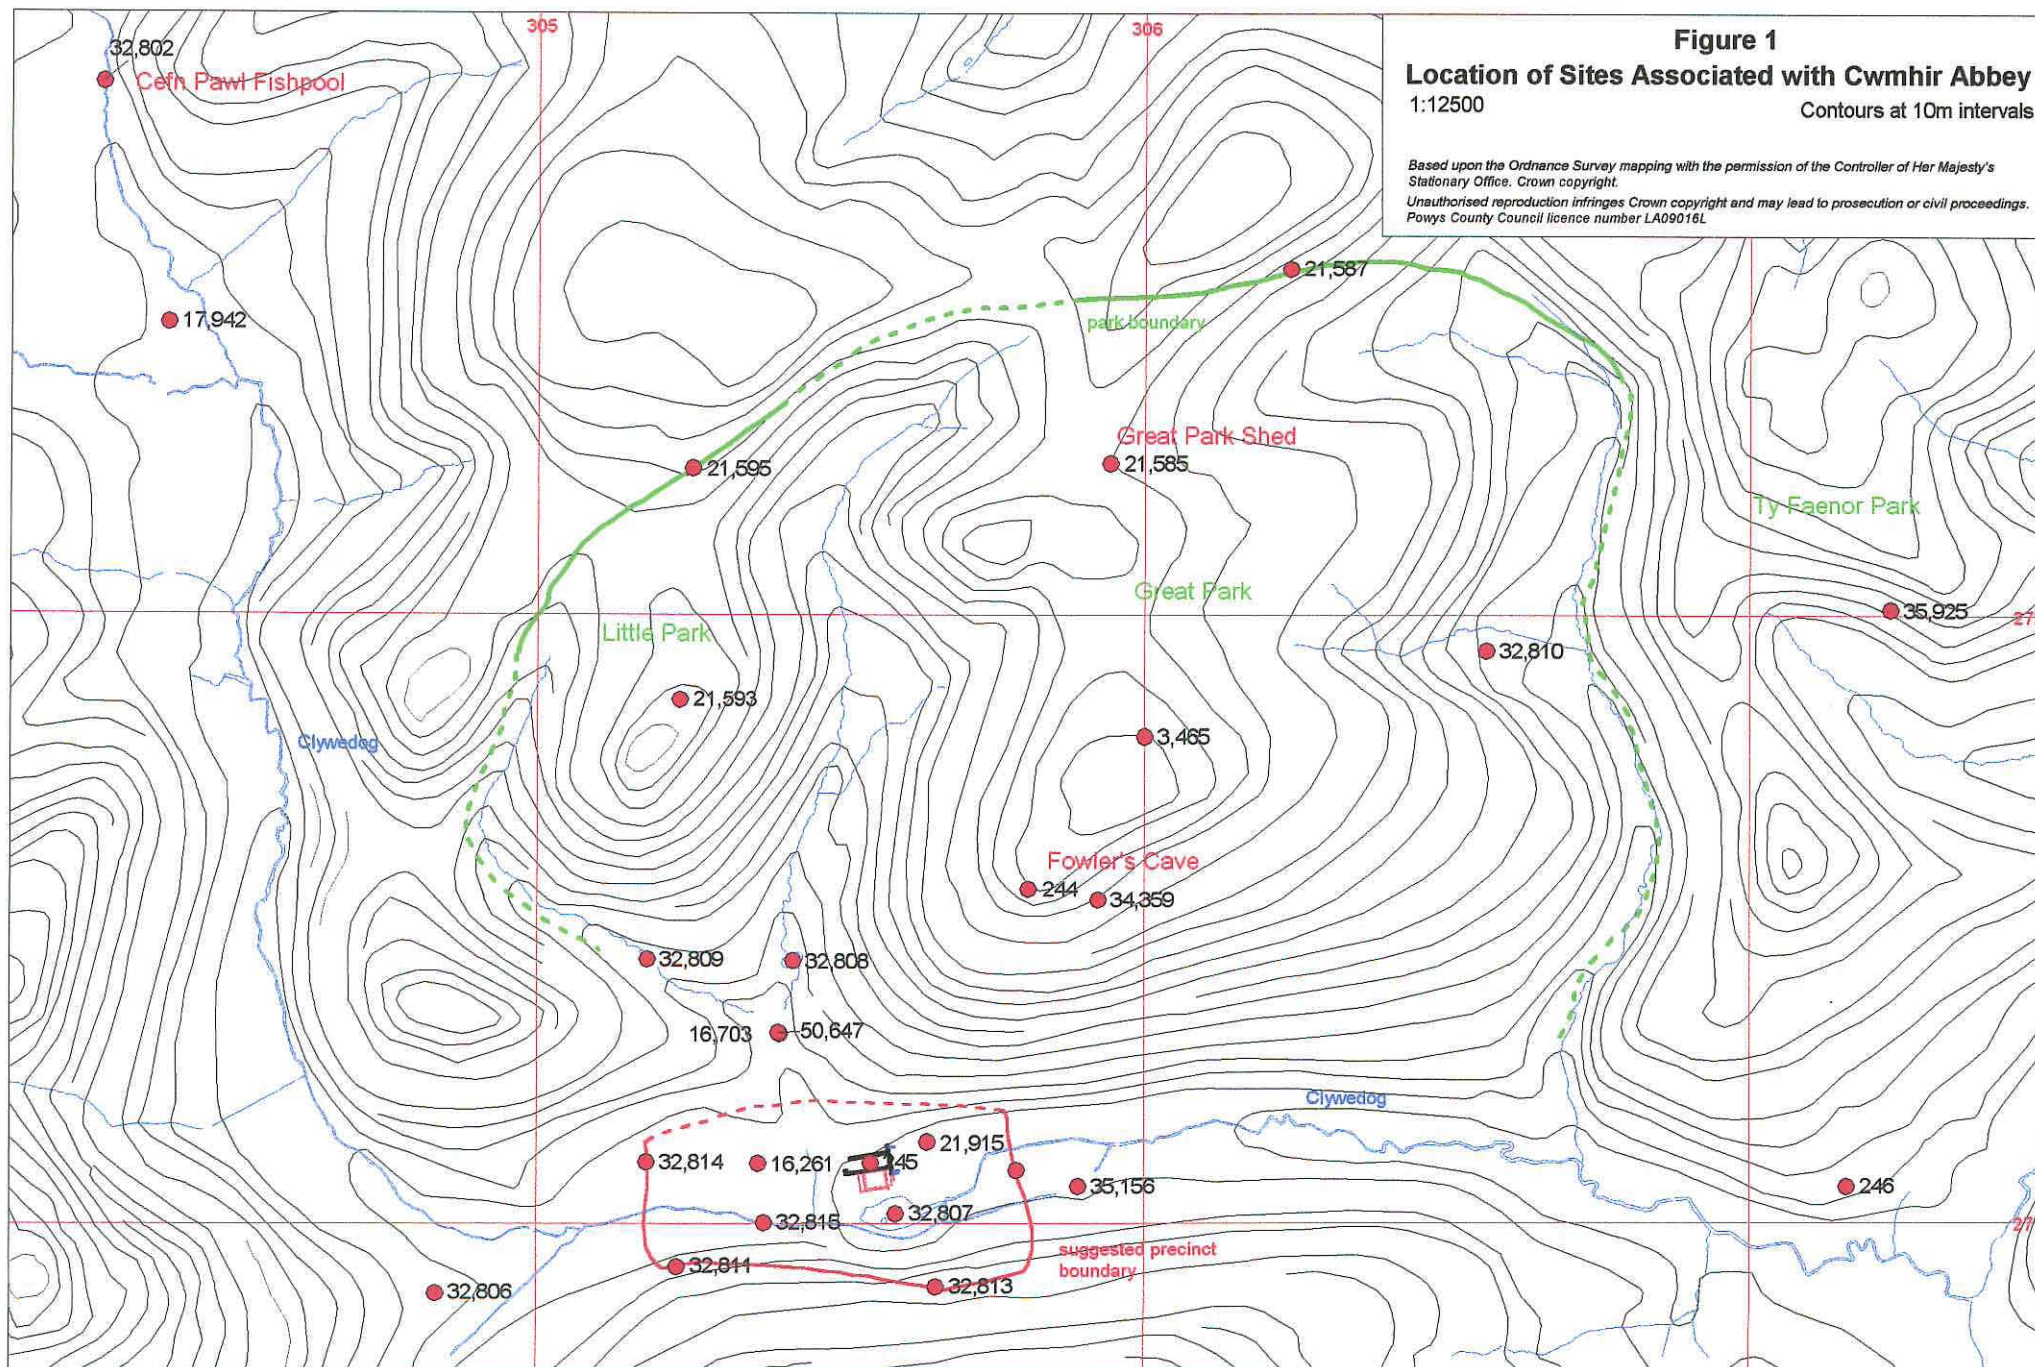 305
306
Figure 1
Location of Sites Associated with Cwmhir Abbey
1:12500
Contours at 10m intervals
Based upon the Ordnance Survey mapping with the permission of the Controller of Her Majesty's
Stationary Office. Crown copyright.
Unauthorised reproduction infringes Crown copyright and may lead to prosecution or civil proceedings.
Powys County Council licence number LA09016L
32,802
Cefn Pawl Fishpool
21,587
17,942
park boundary
Great Park Shed
21,595
21,585
Ty Faenor Park
Great Park
35,925
27
Little Park
32,810
21,593
Clywedog
3,465
Fowler's Cave
244
34,359
32,809
32,808
16,703
50,647
Clywedog
21,915
32,814
16,261
245
35,156
246
32,807
32,815
27
suggested precinct
boundary
32,811
32,813
32,806